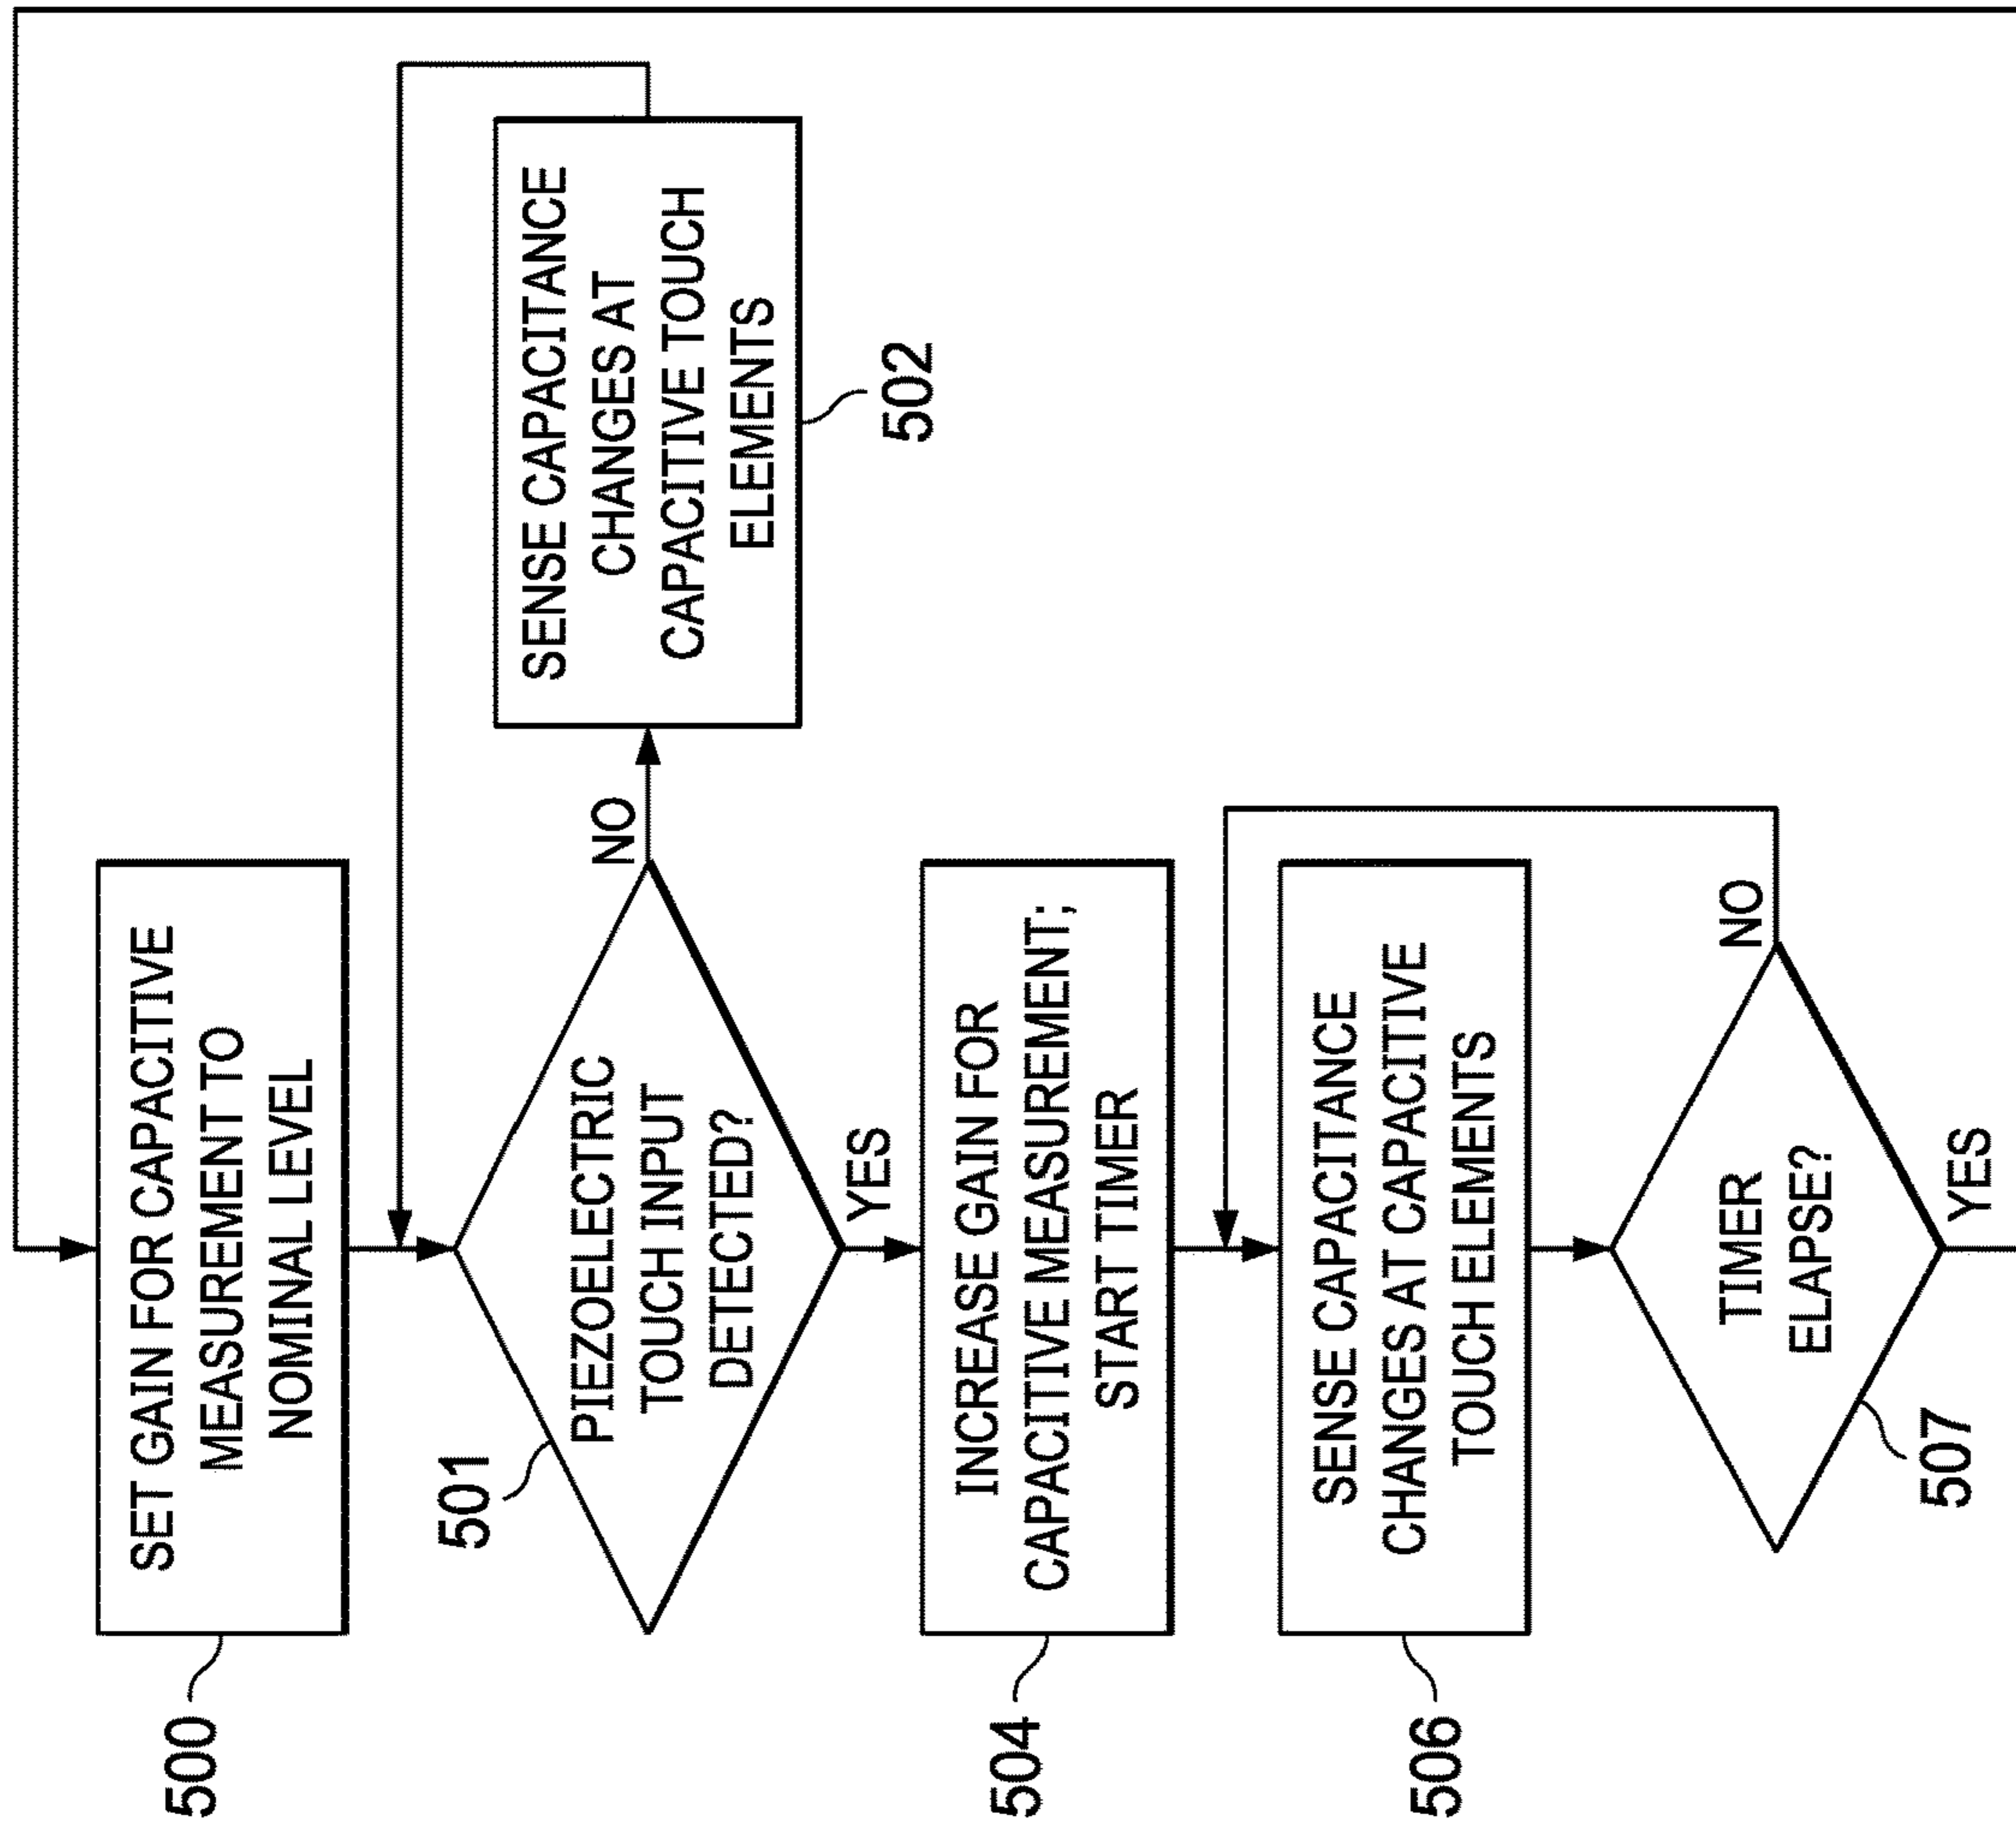 500
SET GAIN FOR CAPACITIVE
MEASUREMENT TO
NOMINAL LEVEL
501
PIEZOELECTRIC
TOUCH INPUT
DETECTED?
NO
SENSE CAPACITANCE
CHANGES AT
CAPACITIVE TOUCH
ELEMENTS
502
YES
504
INCREASE GAIN FOR
CAPACITIVE MEASUREMENT;
START TIMER
506
SENSE CAPACITANCE
CHANGES AT CAPACITIVE
TOUCH ELEMENTS
NO
TIMER
ELAPSE?
507
YES